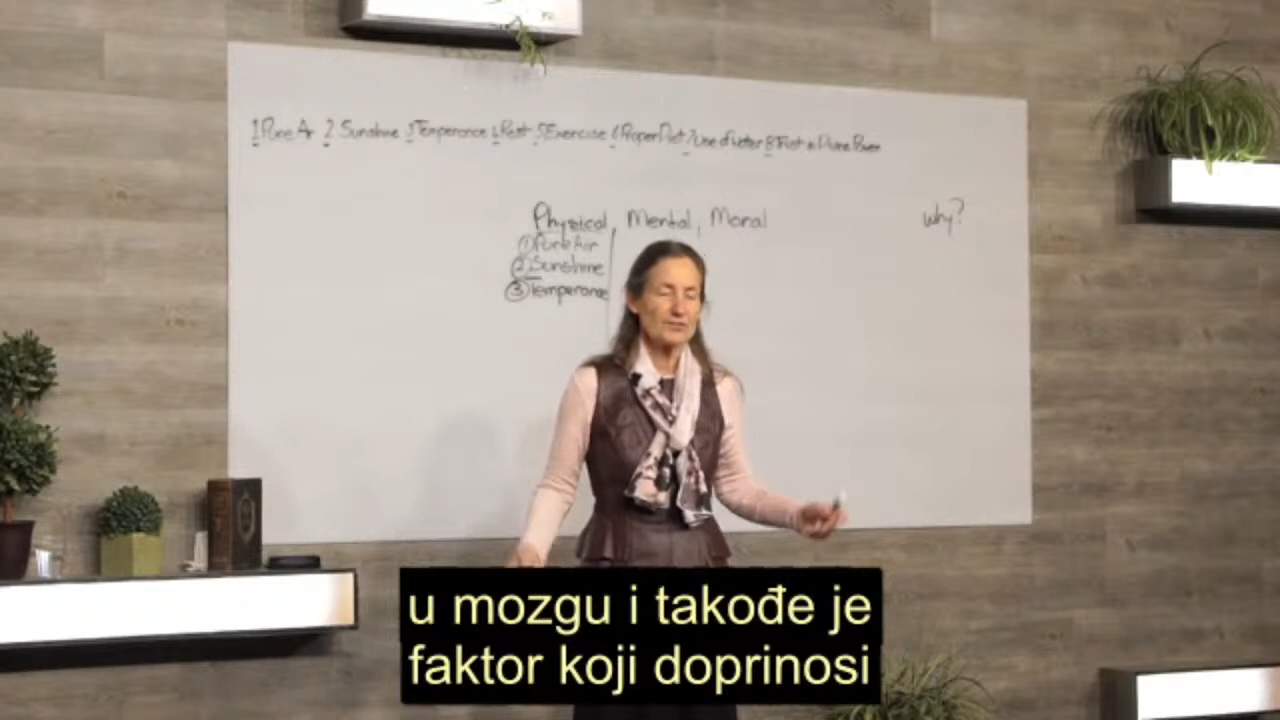 1 Pure Air 2 Sunshine 3 Temperance 4 Rest 5 Exercise 6 Proper Diet 7 Use of Water 8 Trust in Divine Power
Physical, Mental, Moral
why?
① Pure Air
② Sunshine
③ Temperance
u mozgu i takođe je
faktor koji doprinosi